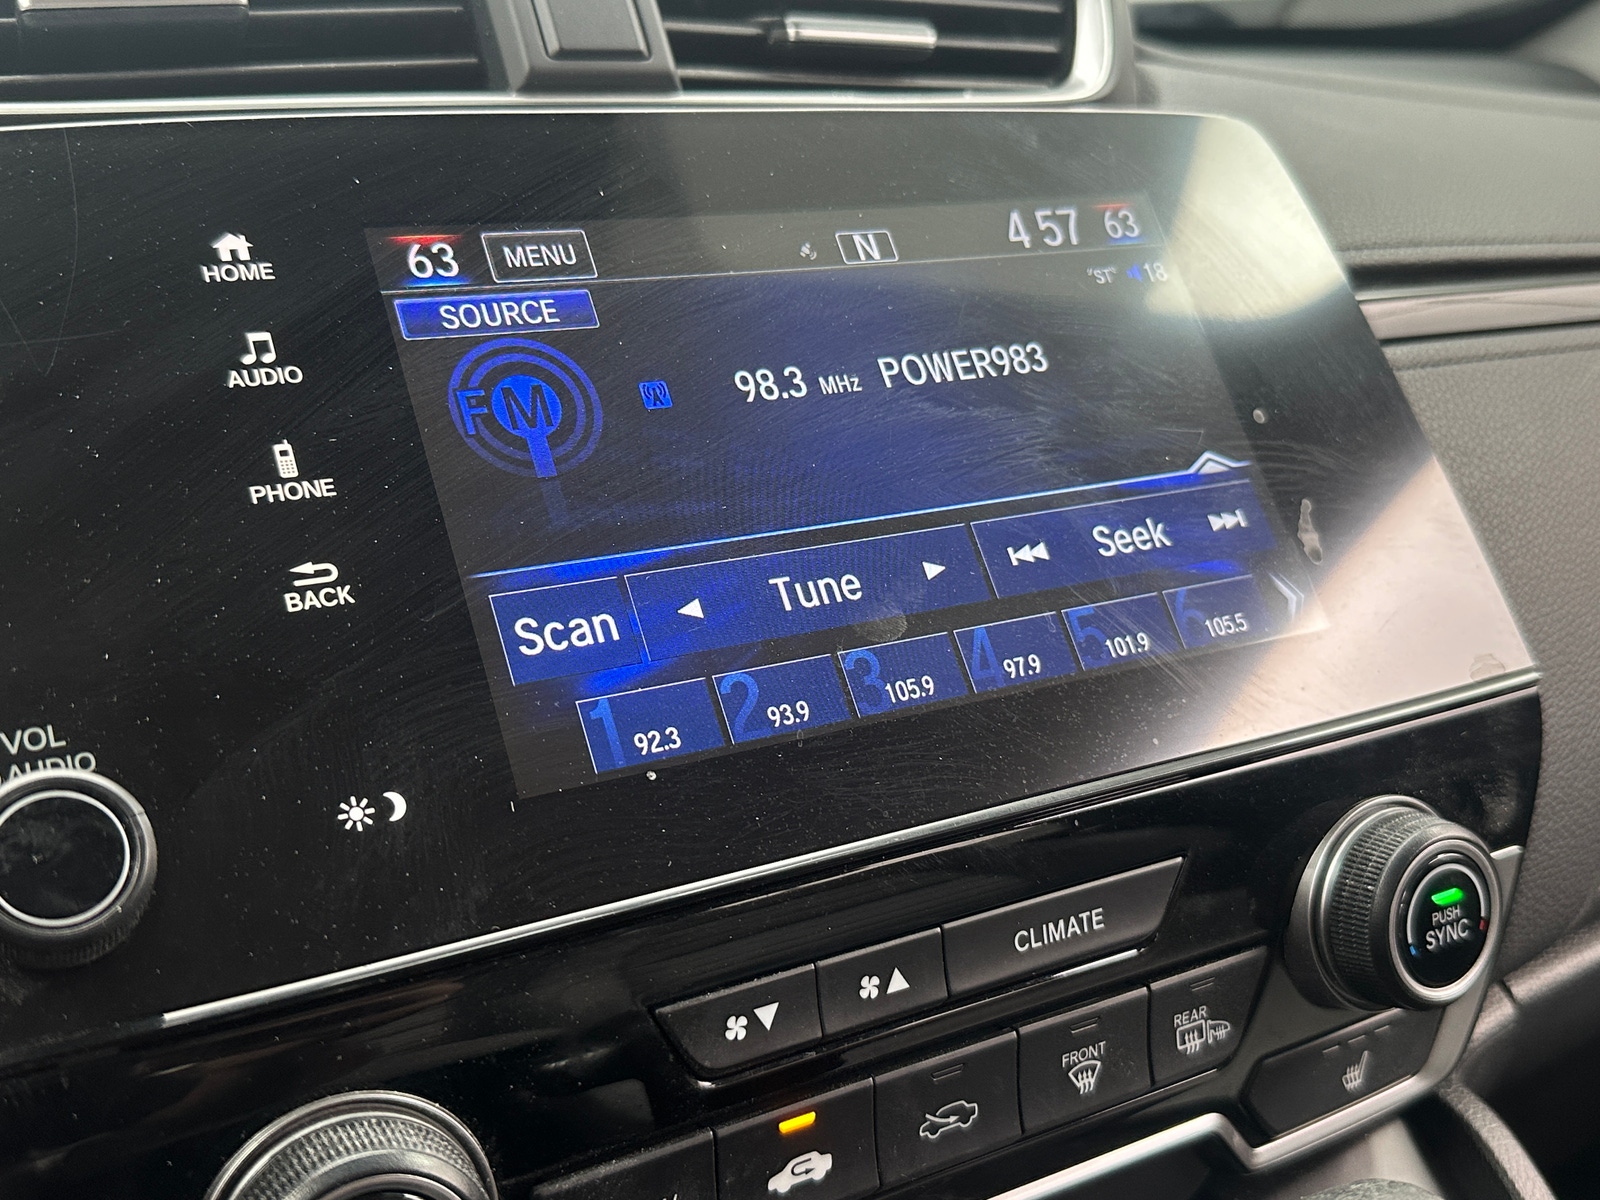 63 MENU N 4 57 63
HOME
"ST" 18
SOURCE
AUDIO
FM 98.3 MHz POWER983
PHONE
Scan Tune Seek
BACK
1 92.3 2 93.9 3 105.9 4 97.9 5 101.9 6 105.5
VOL
AUDIO
CLIMATE
PUSH
SYNC
FRONT
REAR